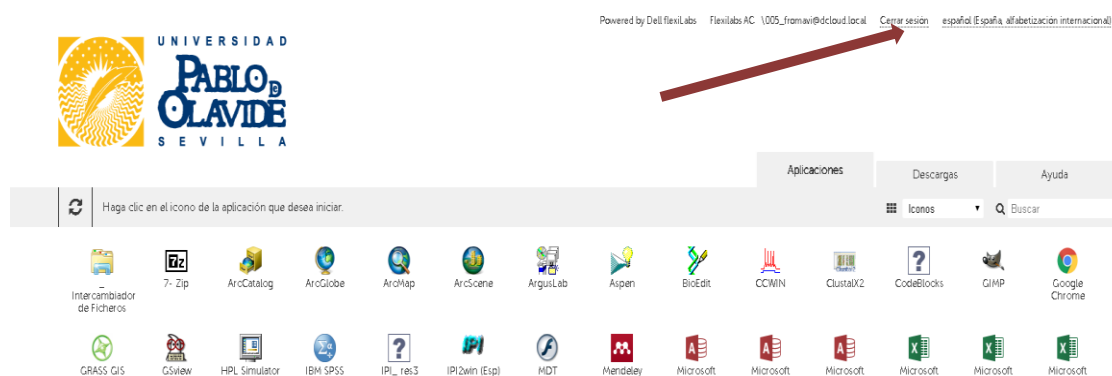 Powered by Dell flexiLabs Flexilabs AC \005_fromavi@dcloud.local Cerrar sesión español (España, alfabetización internacional)
UNIVERSIDAD
PABLO DE
OLAVIDE
SEVILLA
Aplicaciones Descargas Ayuda
Haga clic en el icono de la aplicación que desea iniciar. Iconos Buscar
_ Intercambiador de Ficheros
7- Zip
ArcCatalog
ArcGlobe
ArcMap
ArcScene
ArgusLab
Aspen
BioEdit
CCWIN
ClustalX2
CodeBlocks
GIMP
Google Chrome
GRASS GIS
GSview
HPL Simulator
IBM SPSS
IPI_res3
IPI2win (Esp)
MDT
Mendeley
Microsoft
Microsoft
Microsoft
Microsoft
Microsoft
Microsoft